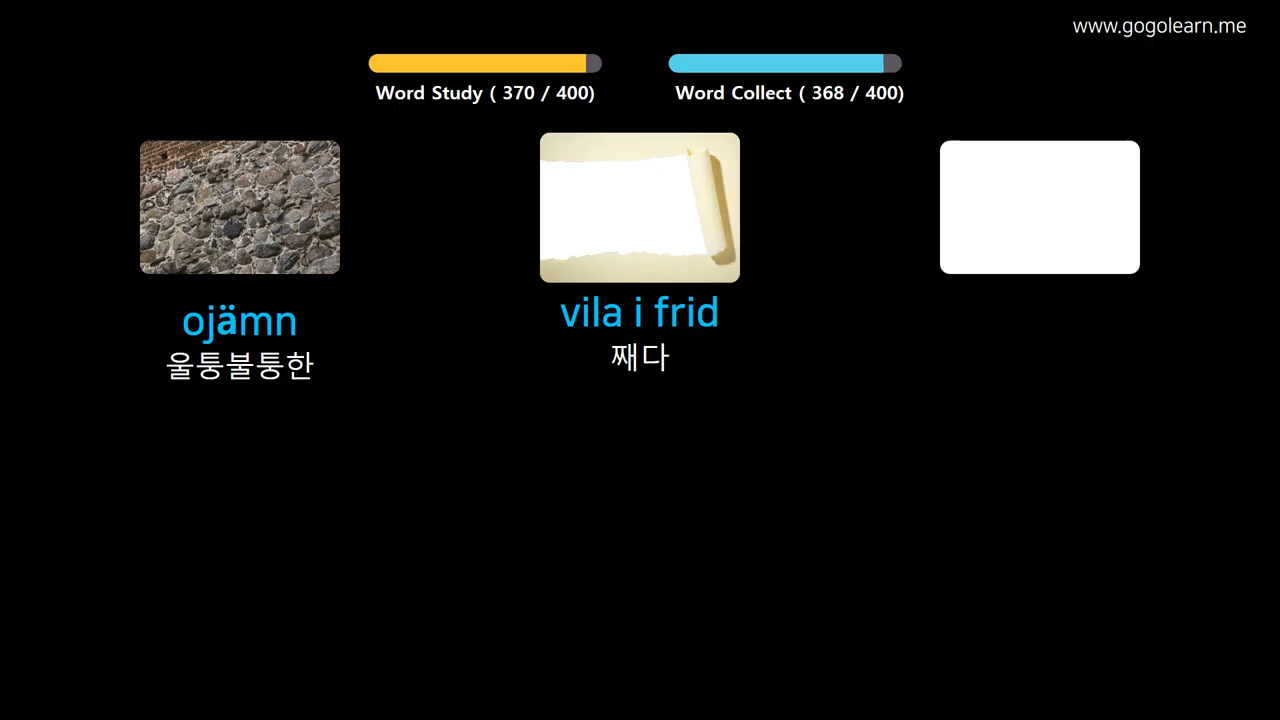 www.gogolearn.me
Word Study ( 370 / 400)
Word Collect ( 368 / 400)
ojämn
울퉁불퉁한
vila i frid
째다